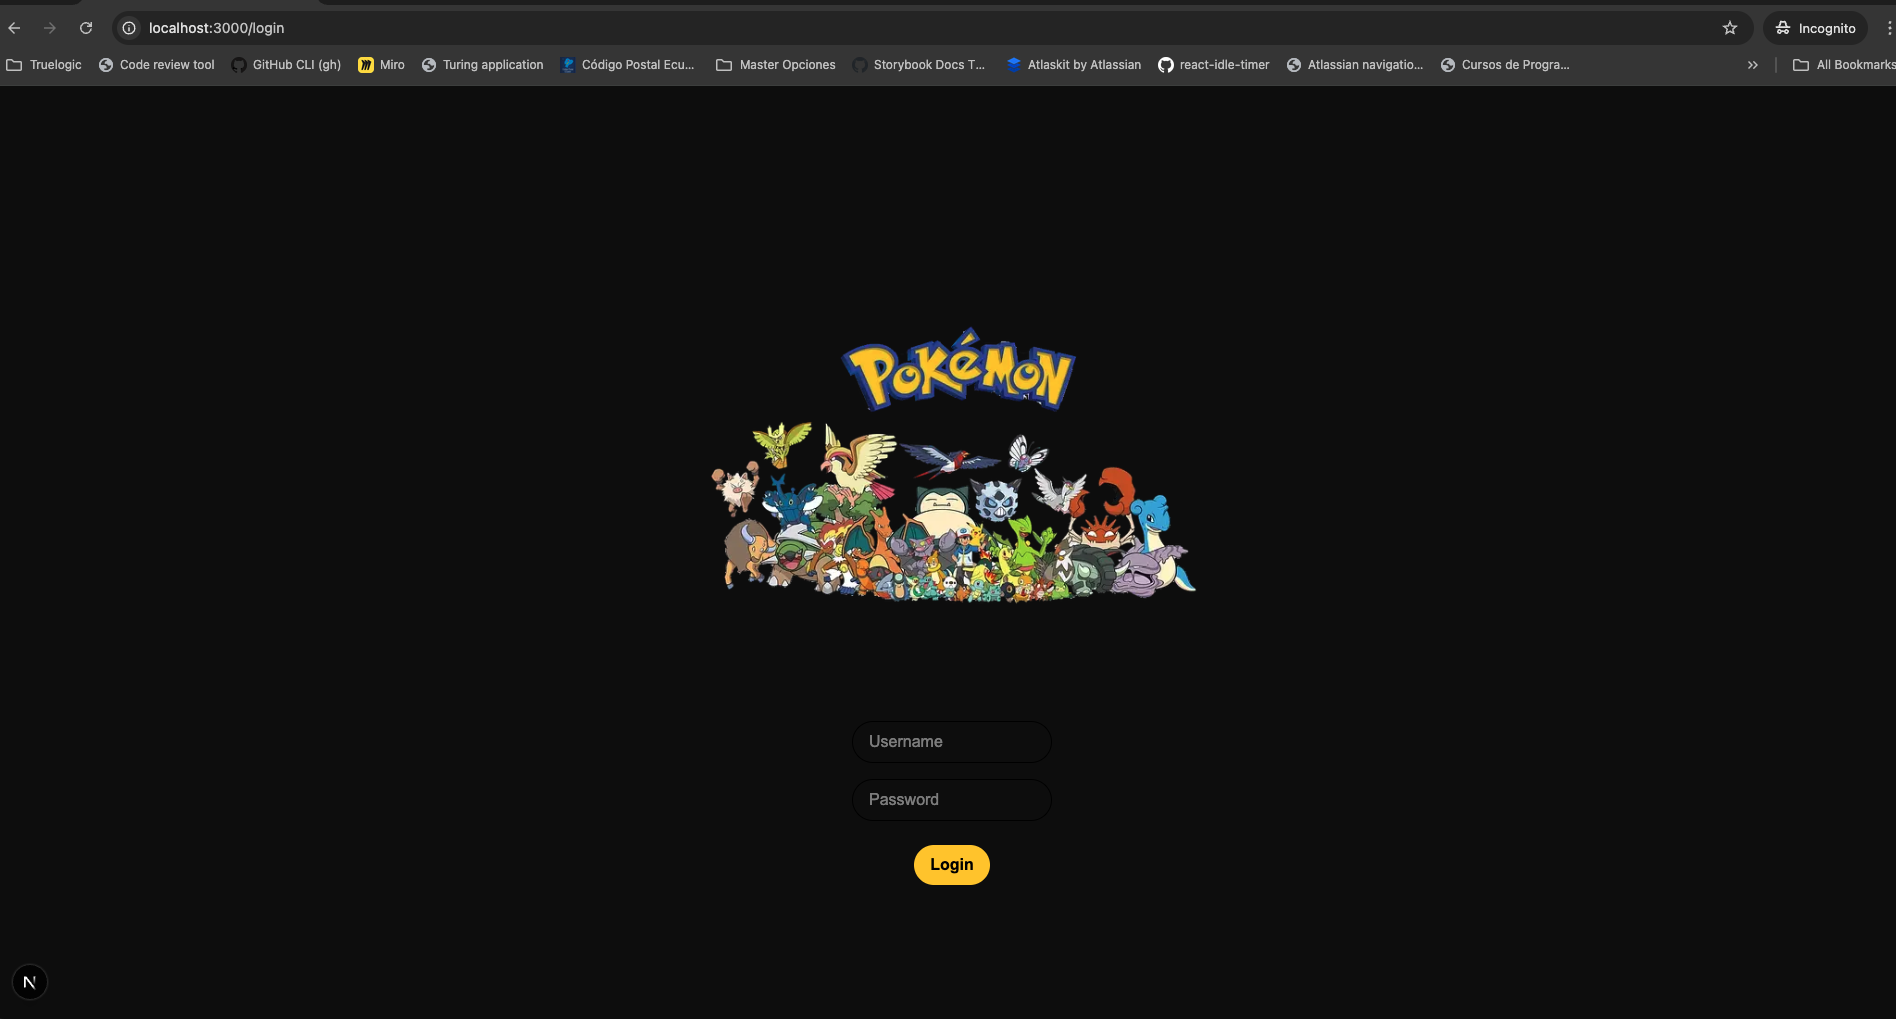 localhost:3000/login
Incognito
Truelogic
Code review tool
GitHub CLI (gh)
Miro
Turing application
Código Postal Ecu...
Master Opciones
Storybook Docs T...
Atlaskit by Atlassian
react-idle-timer
Atlassian navigatio...
Cursos de Progra...
All Bookmarks
POKéMON
Username
Password
Login
N